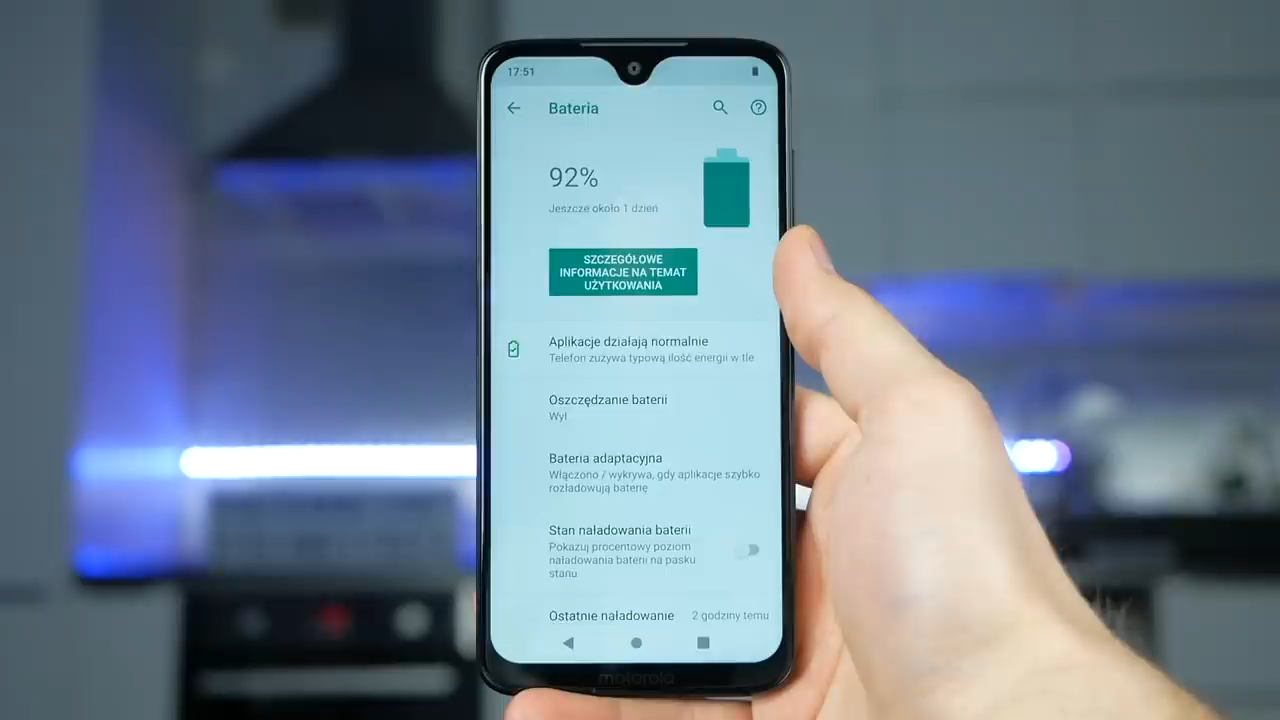 17:51
Bateria
92%
Jeszcze około 1 dzień
SZCZEGÓŁOWE
INFORMACJE NA TEMAT
UŻYTKOWANIA
Aplikacje działają normalnie
Telefon zużywa typową ilość energii w tle
Oszczędzanie baterii
Wył
Bateria adaptacyjna
Włączono / wykrywa, gdy aplikacje szybko
rozładowują baterię
Stan naładowania baterii
Pokazuj procentowy poziom
naładowania baterii na pasku
stanu
Ostatnie naładowanie 2 godziny temu
motorola